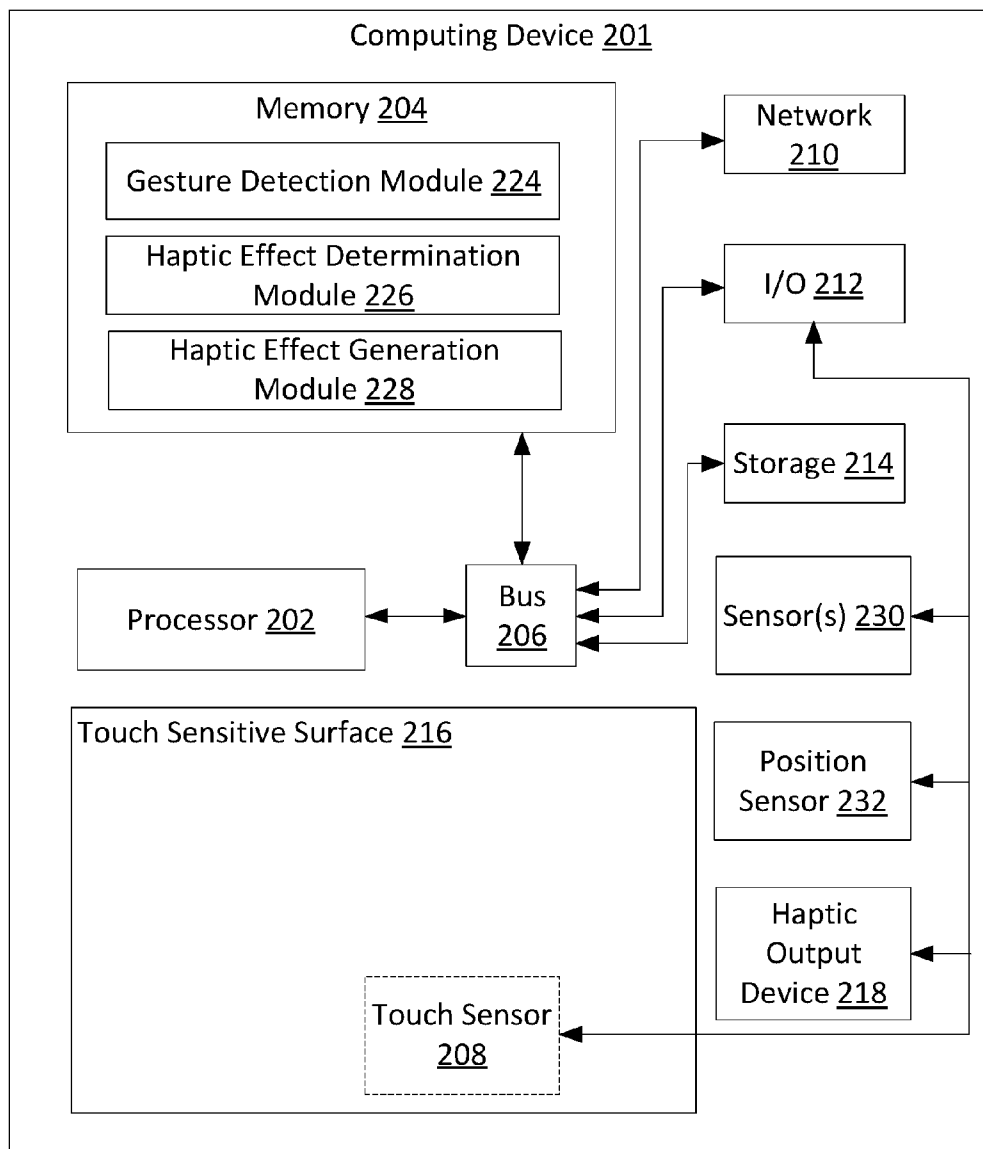 Computing Device 201
Memory 204
Gesture Detection Module 224
Haptic Effect Determination
Module 226
Haptic Effect Generation
Module 228
Network
210
I/O 212
Storage 214
Processor 202
Bus
206
Sensor(s) 230
Touch Sensitive Surface 216
Position
Sensor 232
Haptic
Output
Device 218
Touch Sensor
208